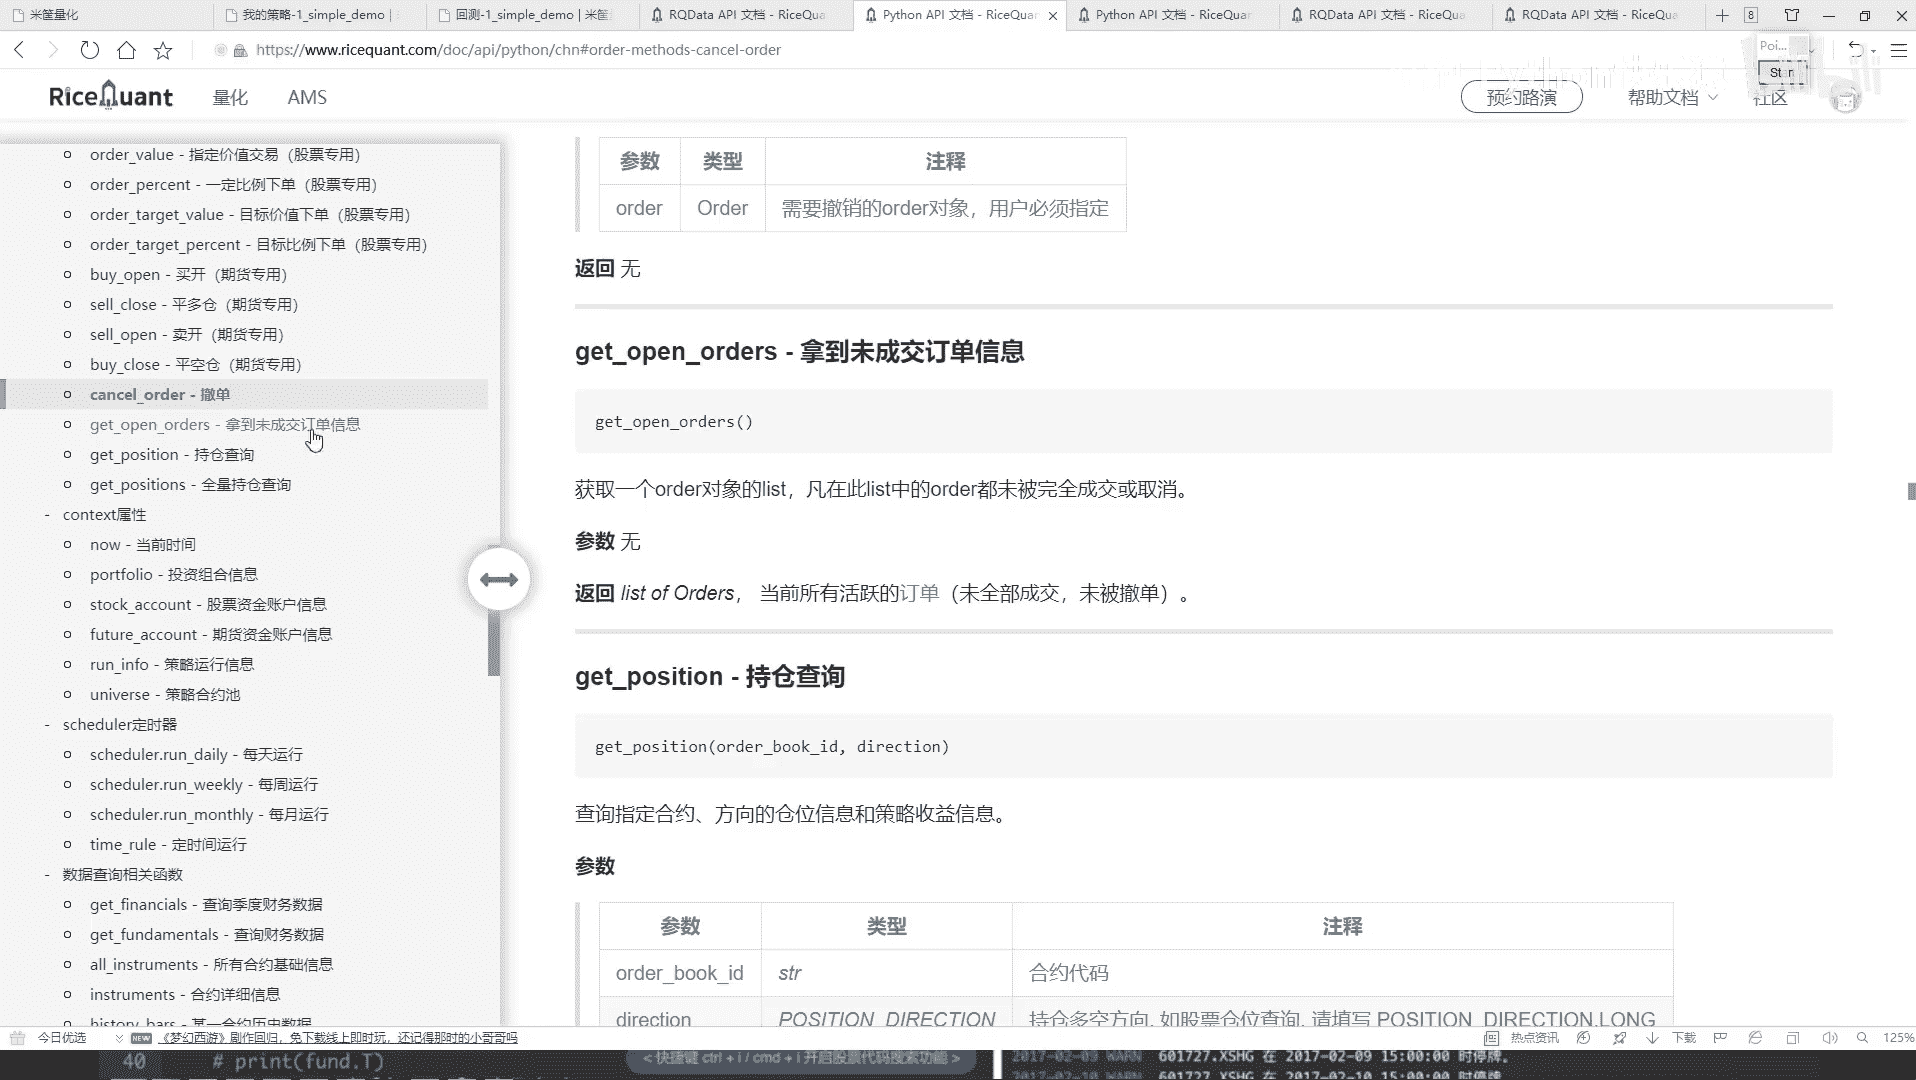 米筐量化
我的策略-1_simple_demo |
回测-1_simple_demo | 米筐
RQData API 文档 - RiceQua
Python API 文档 - RiceQuan
Python API 文档 - RiceQuan
RQData API 文档 - RiceQua
RQData API 文档 - RiceQua
8
https://www.ricequant.com/doc/api/python/chn#order-methods-cancel-order
Poi...
RiceQuant
量化
AMS
预约路演
帮助文档
社区
order_value - 指定价值交易（股票专用）
order_percent - 一定比例下单（股票专用）
order_target_value - 目标价值下单（股票专用）
order_target_percent - 目标比例下单（股票专用）
buy_open - 买开（期货专用）
sell_close - 平多仓（期货专用）
sell_open - 卖开（期货专用）
buy_close - 平空仓（期货专用）
cancel_order - 撤单
get_open_orders - 拿到未成交订单信息
get_position - 持仓查询
get_positions - 全量持仓查询
- context属性
now - 当前时间
portfolio - 投资组合信息
stock_account - 股票资金账户信息
future_account - 期货资金账户信息
run_info - 策略运行信息
universe - 策略合约池
- scheduler定时器
scheduler.run_daily - 每天运行
scheduler.run_weekly - 每周运行
scheduler.run_monthly - 每月运行
time_rule - 定时间运行
- 数据查询相关函数
get_financials - 查询季度财务数据
get_fundamentals - 查询财务数据
all_instruments - 所有合约基础信息
instruments - 合约详细信息
history_bars - 某一合约历史数据
参数 类型 注释
order Order 需要撤销的order对象，用户必须指定
返回 无
get_open_orders - 拿到未成交订单信息
get_open_orders()
获取一个order对象的list，凡在此list中的order都未被完全成交或取消。
参数 无
返回 list of Orders， 当前所有活跃的订单（未全部成交，未被撤单）。
get_position - 持仓查询
get_position(order_book_id, direction)
查询指定合约、方向的仓位信息和策略收益信息。
参数
参数 类型 注释
order_book_id str 合约代码
direction POSITION_DIRECTION 持仓多空方向, 如股票仓位查询, 请填写 POSITION_DIRECTION.LONG
今日优选
NEW 《梦幻西游》剧作回归，免下载线上即时玩，还记得那时的小哥哥吗
热点资讯
下载
125%
40 # print(fund.T)
<快捷键 ctrl + i / cmd + i 开启股票代码搜索功能 >
2017-02-09 WARN 601727.XSHG 在 2017-02-09 15:00:00 时停牌。
2017-02-10 WARN 601727.XSHG 在 2017-02-10 15:00:00 时停牌。